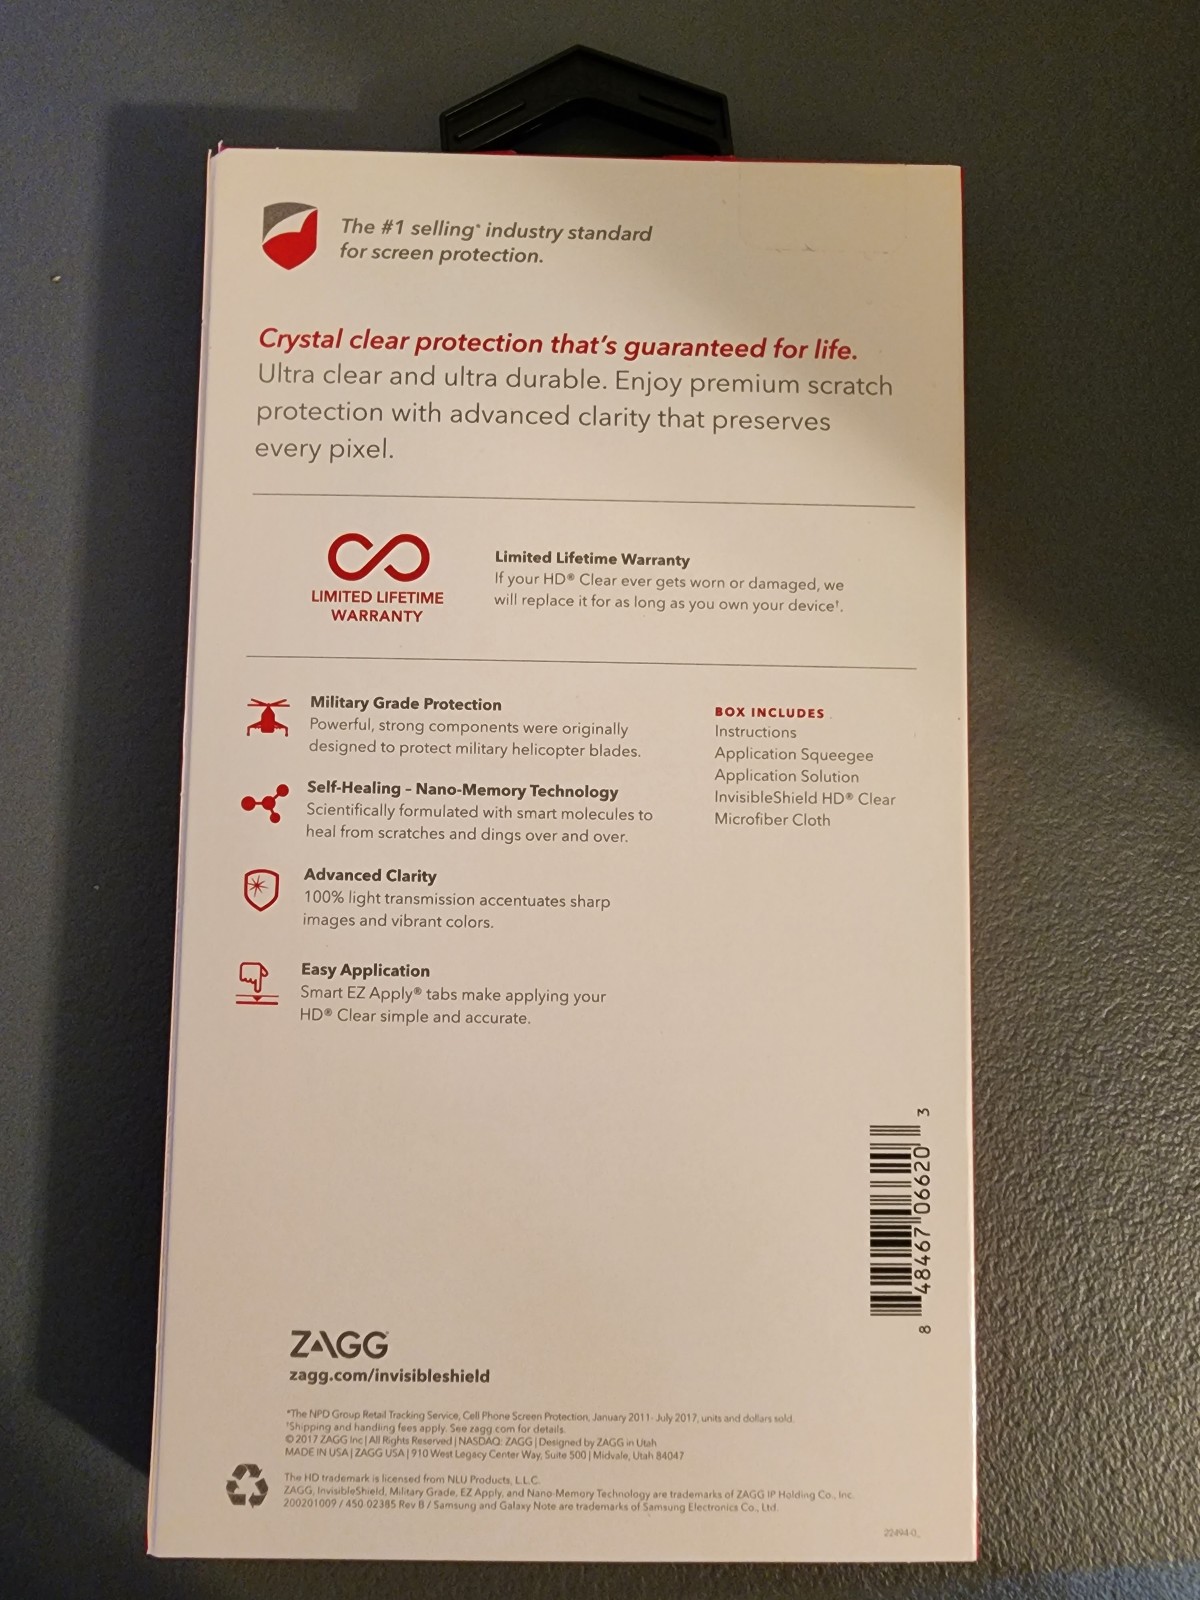 The #1 selling* industry standard
for screen protection.
Crystal clear protection that's guaranteed for life.
Ultra clear and ultra durable. Enjoy premium scratch
protection with advanced clarity that preserves
every pixel.
LIMITED LIFETIME
WARRANTY
Limited Lifetime Warranty
If your HD® Clear ever gets worn or damaged, we
will replace it for as long as you own your device†.
Military Grade Protection
Powerful, strong components were originally
designed to protect military helicopter blades.
Self-Healing – Nano-Memory Technology
Scientifically formulated with smart molecules to
heal from scratches and dings over and over.
Advanced Clarity
100% light transmission accentuates sharp
images and vibrant colors.
Easy Application
Smart EZ Apply® tabs make applying your
HD® Clear simple and accurate.
BOX INCLUDES
Instructions
Application Squeegee
Application Solution
InvisibleShield HD® Clear
Microfiber Cloth
8 48467 06620 3
ZAGG
zagg.com/invisibleshield
*The NPD Group Retail Tracking Service, Cell Phone Screen Protection, January 2011- July 2017, units and dollars sold.
†Shipping and handling fees apply. See zagg.com for details.
©2017 ZAGG Inc | All Rights Reserved | NASDAQ: ZAGG | Designed by ZAGG in Utah
MADE IN USA | ZAGG USA | 910 West Legacy Center Way, Suite 500 | Midvale, Utah 84047
The HD trademark is licensed from NLU Products, L.L.C.
ZAGG, InvisibleShield, Military Grade, EZ Apply, and Nano-Memory Technology are trademarks of ZAGG IP Holding Co., Inc.
200201009 / 450 02385 Rev B / Samsung and Galaxy Note are trademarks of Samsung Electronics Co., Ltd.
22494-0_